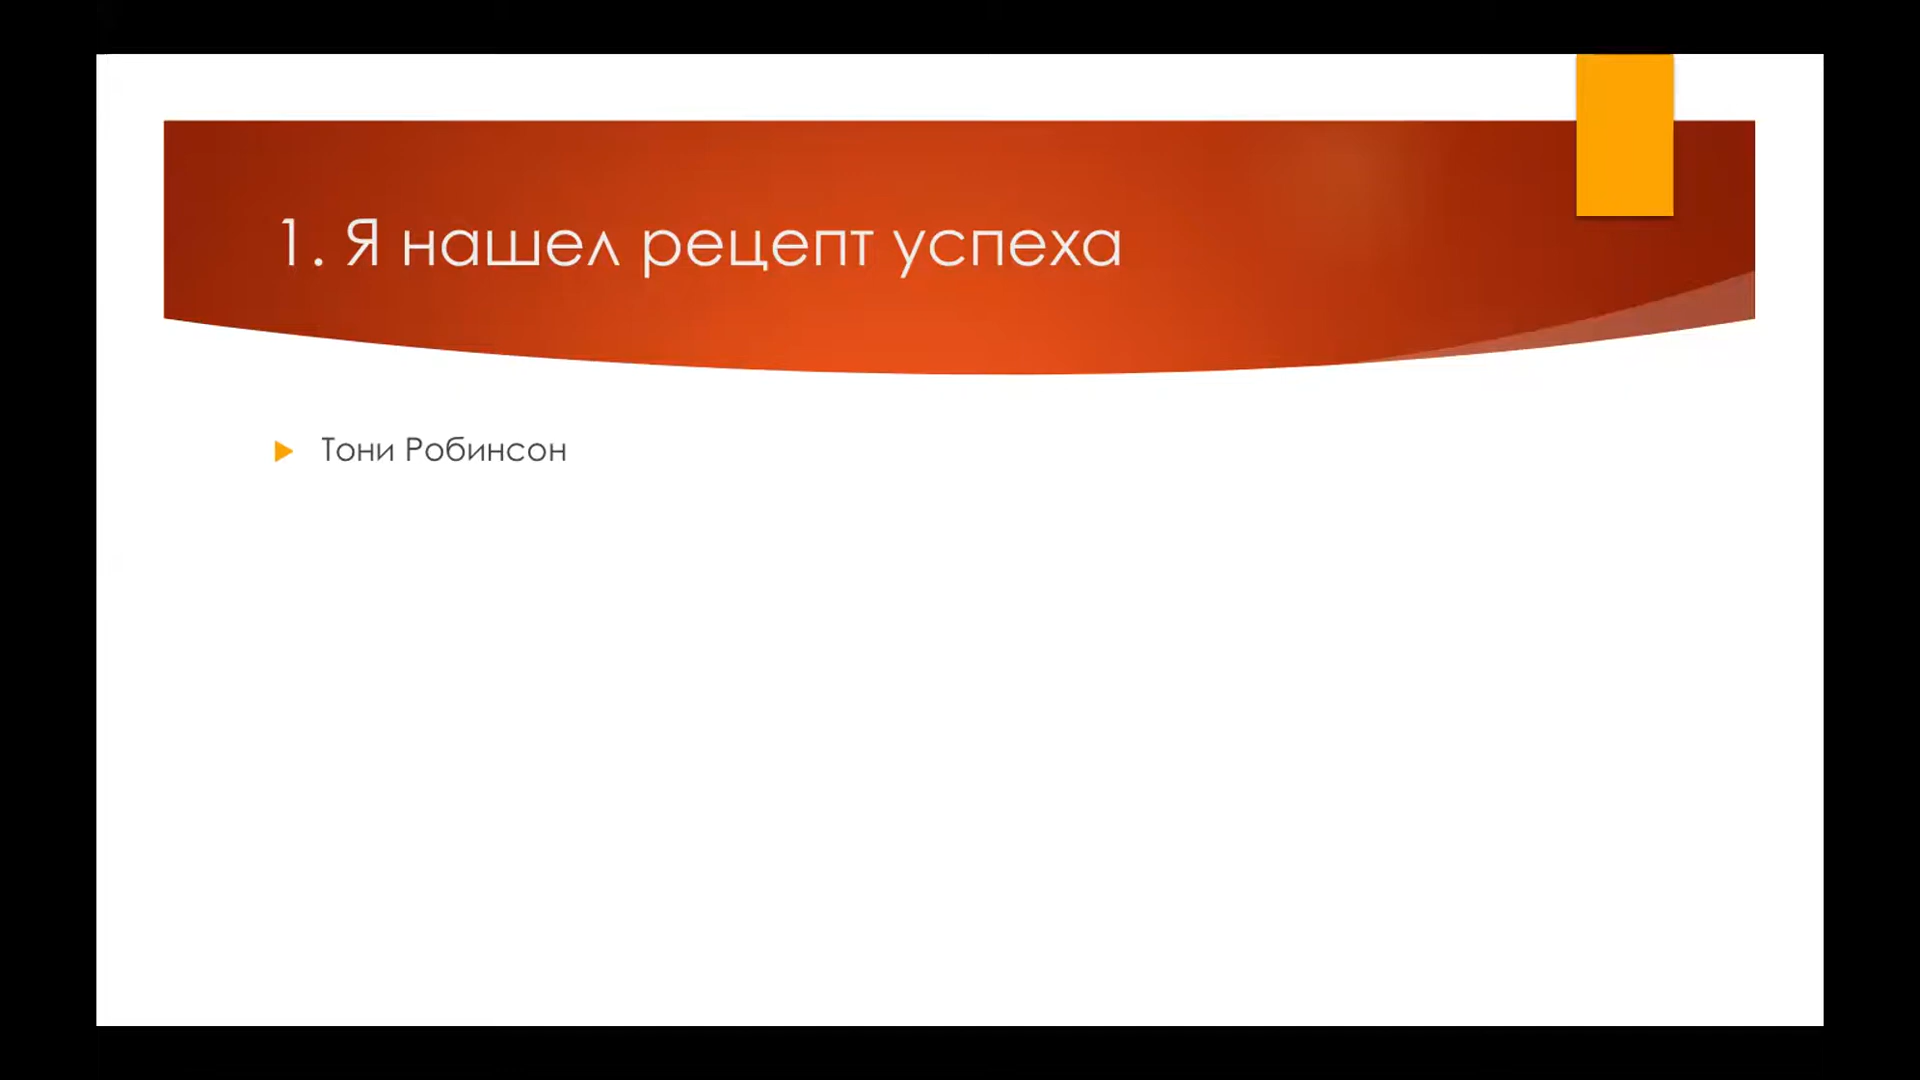 1. Я нашел рецепт успеха
Тони Робинсон